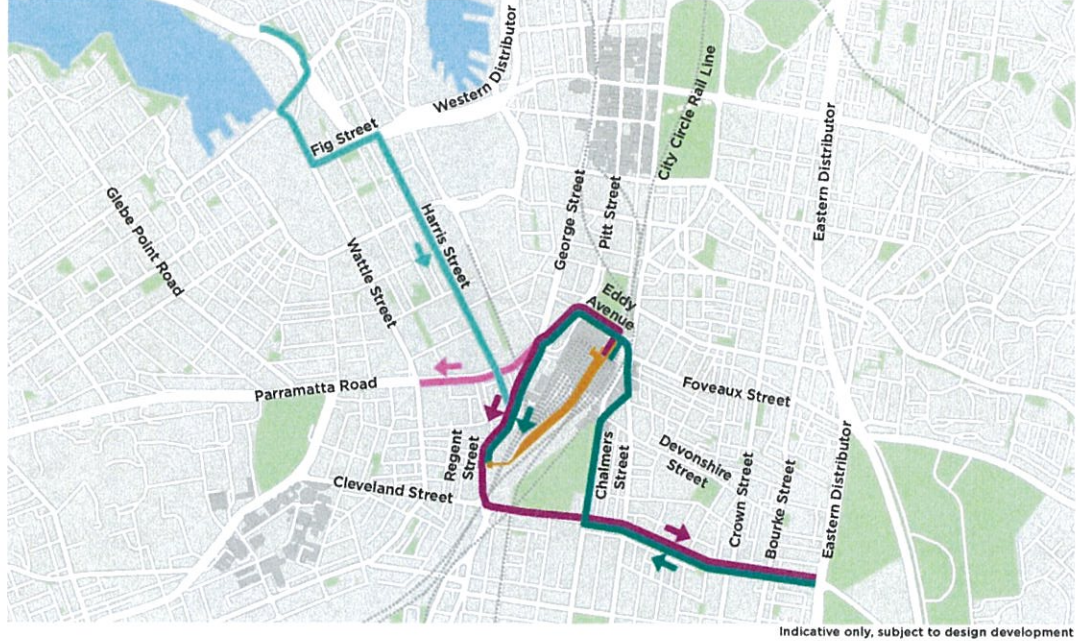 Western Distributor
City Circle Rail Line
Fig Street
Eastern Distributor
Glebe Point Road
Harris Street
George Street
Pitt Street
Wattle Street
Eddy
Avenue
Parramatta Road
Foveaux Street
Regent
Street
Chalmers
Street
Devonshire
Street
Crown Street
Bourke Street
Eastern Distributor
Cleveland Street
Indicative only, subject to design development